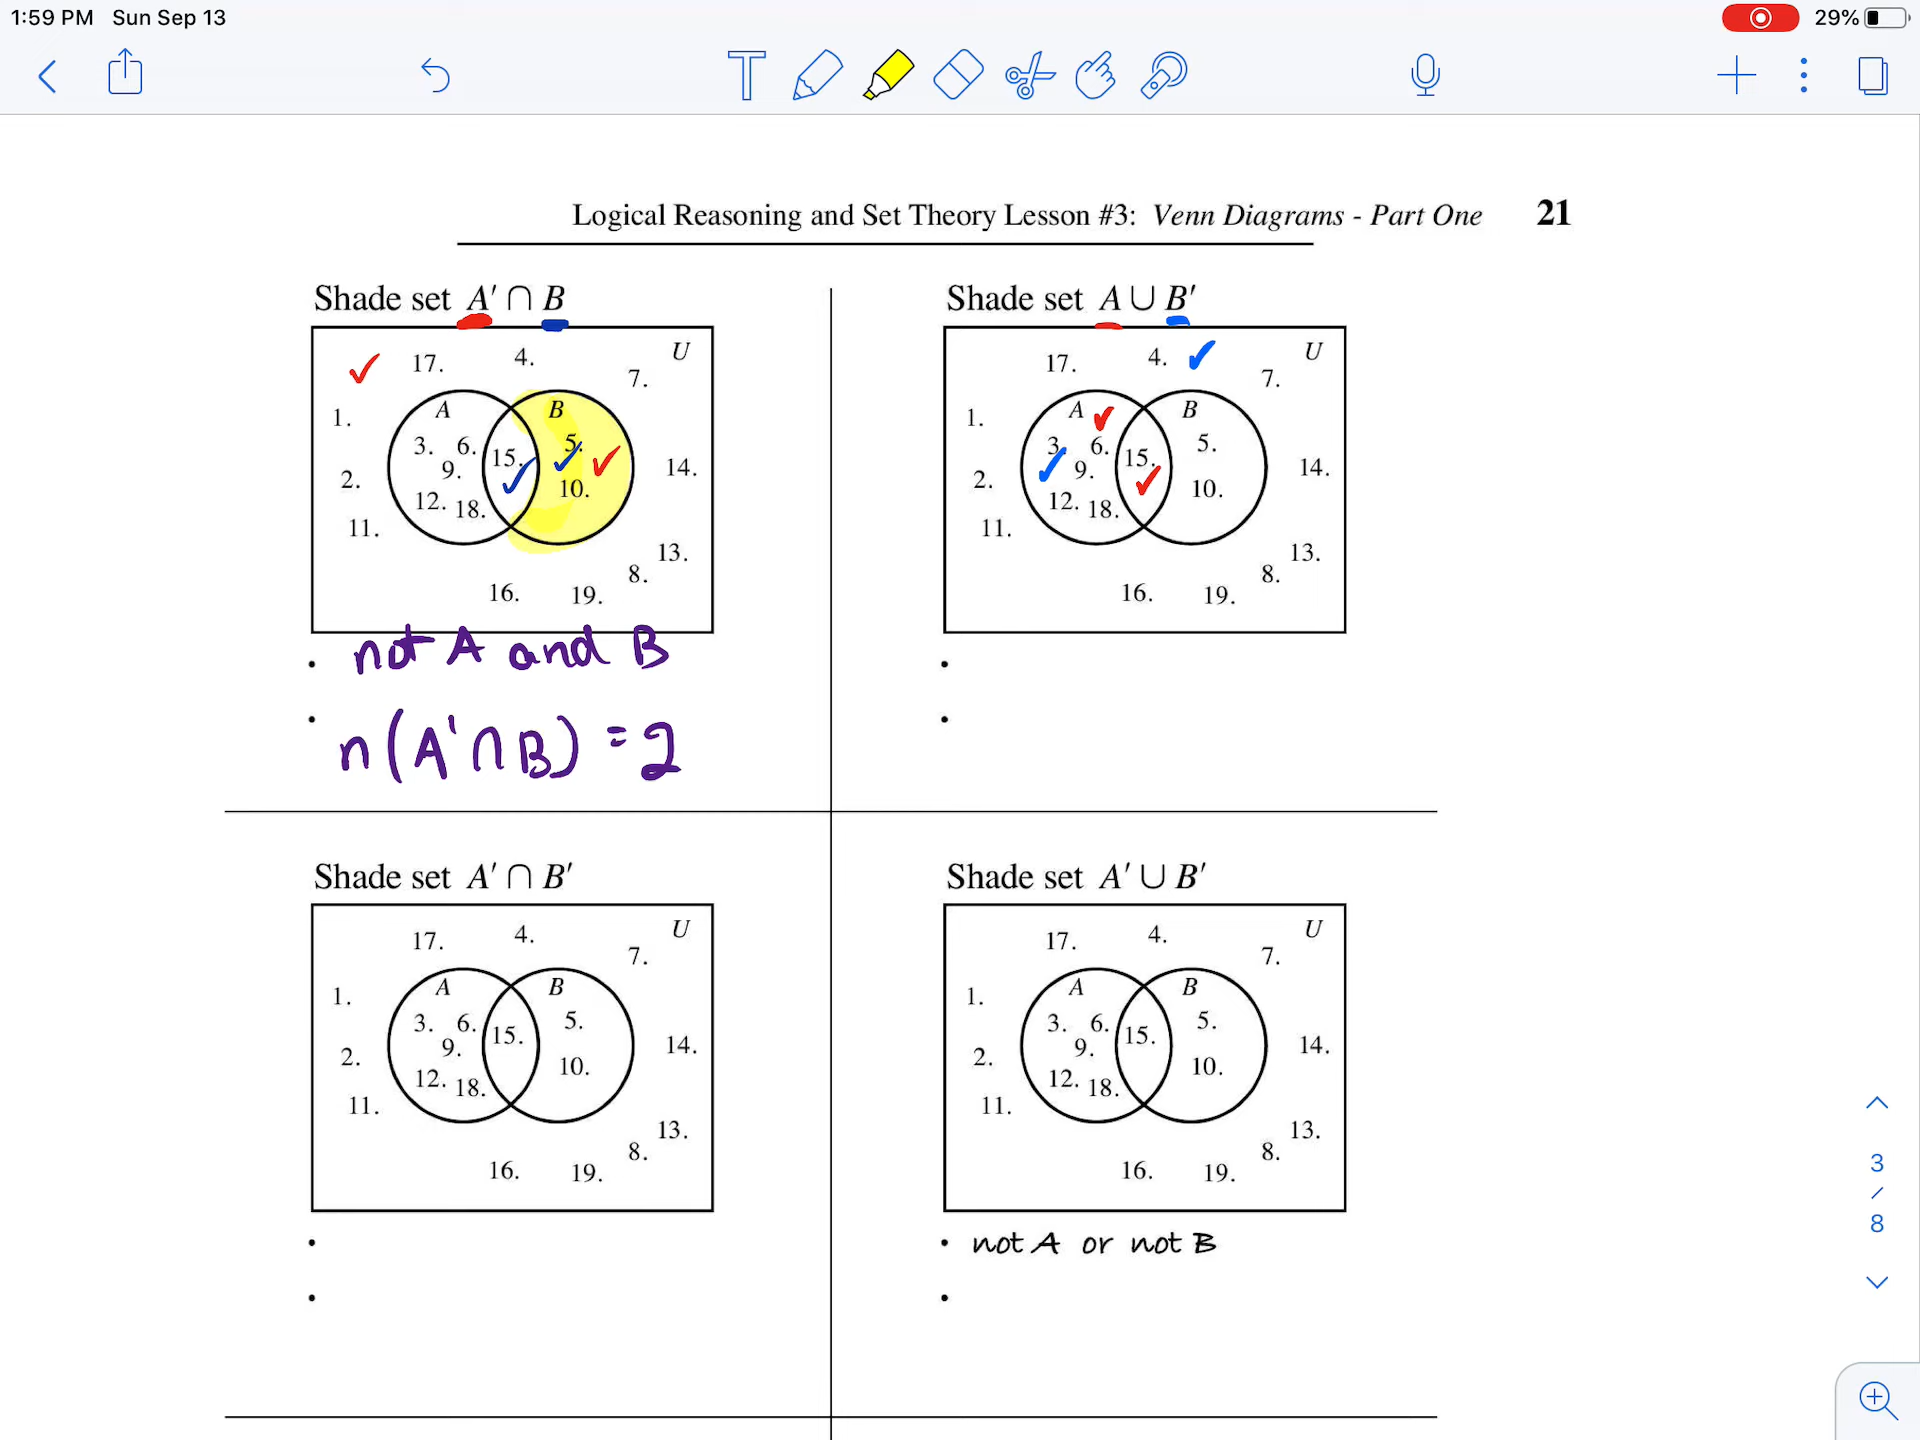 1:59 PM Sun Sep 13 29%
T
Logical Reasoning and Set Theory Lesson #3: Venn Diagrams - Part One 21
Shade set A′ ∩ B
17. 4. U
7.
1. A B
3. 6. 15. 5.
9. 14.
2. 10.
12. 18.
11.
13.
8.
16. 19.
• not A and B
• n(A'∩B) = 2
Shade set A ∪ B′
17. 4. U
7.
1. A B
3. 6. 15. 5.
9. 14.
2. 10.
12. 18.
11.
13.
8.
16. 19.
•
•
Shade set A′ ∩ B′
17. 4. U
7.
1. A B
3. 6. 15. 5.
9. 14.
2. 10.
12. 18.
11.
13.
8.
16. 19.
•
•
Shade set A′ ∪ B′
17. 4. U
7.
1. A B
3. 6. 15. 5.
9. 14.
2. 10.
12. 18.
11.
13.
8.
16. 19.
• not A or not B
•
3
/
8